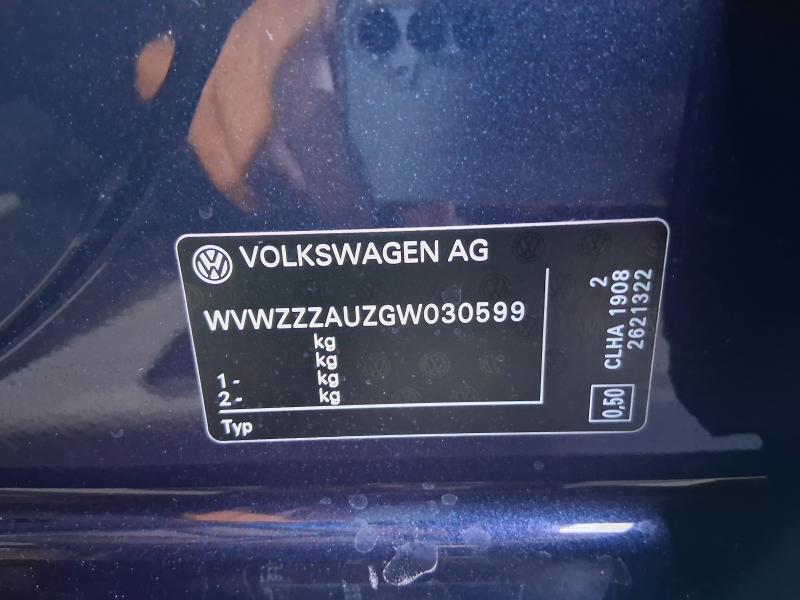 VOLKSWAGEN AG
WVWZZZAUZGW030599
kg
kg
1 - kg
2 - kg
Typ
2
CLHA 1908
2621322
0,50